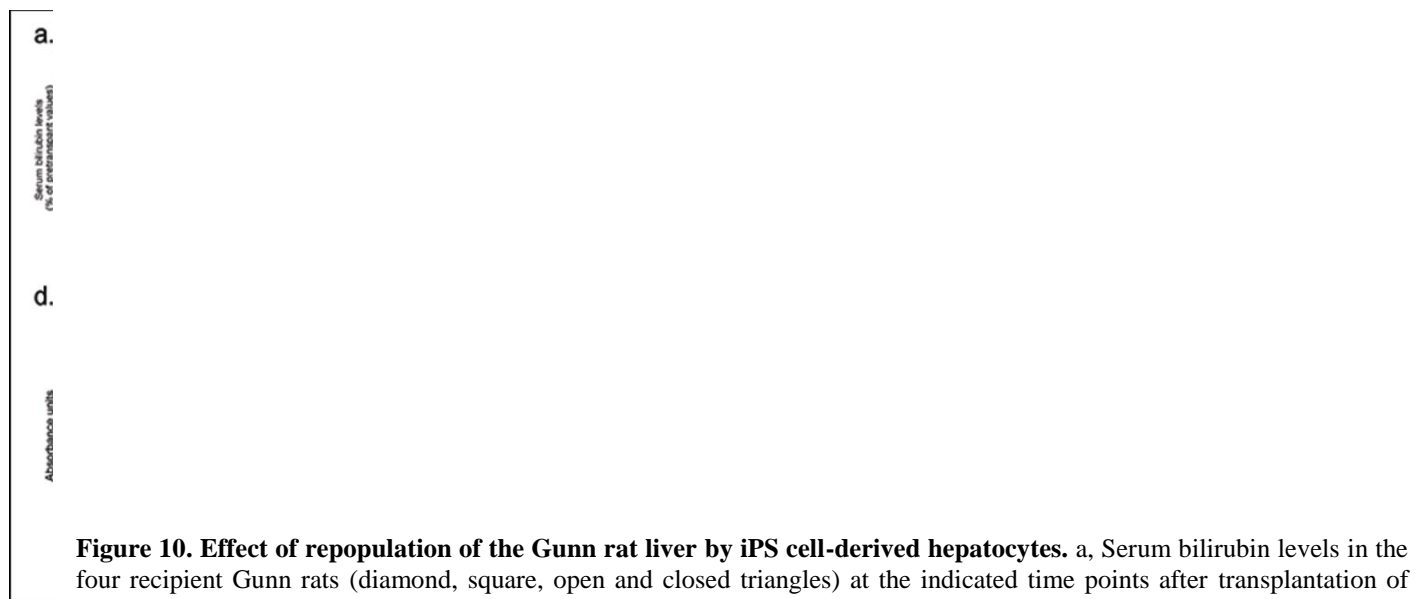 a.
Serum bilirubin levels
(% of pretranspant values)
d.
Absorbance units
Figure 10. Effect of repopulation of the Gunn rat liver by iPS cell-derived hepatocytes. a, Serum bilirubin levels in the
four recipient Gunn rats (diamond, square, open and closed triangles) at the indicated time points after transplantation of